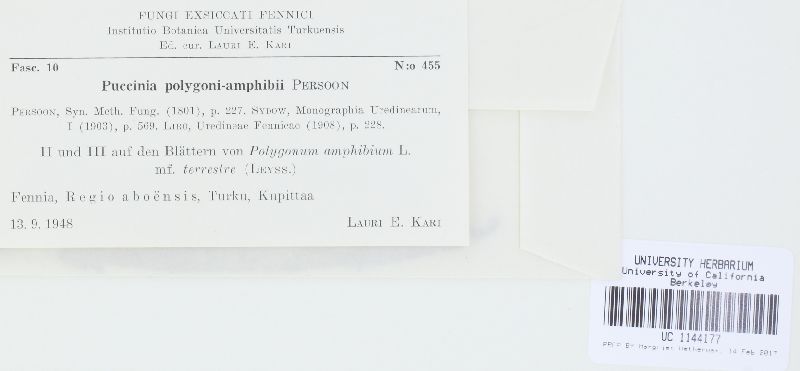 FUNGI EXSICCATI FENNICI
Institutio Botanica Universitatis Turkuensis
Ed. cur. LAURI E. KARI
Fasc. 10 N:o 455
Puccinia polygoni-amphibii PERSOON
PERSOON, Syn. Meth. Fung. (1801), p. 227. SYDOW, Monographia Uredinearum,
I (1903), p. 569. LIRO, Uredineae Fennicae (1908), p. 228.
II und III auf den Blättern von Polygonum amphibium L.
mf. terrestre (LEYSS.)
Fennia, Regio aboënsis, Turku, Kupittaa
13. 9. 1948 LAURI E. KARI
UNIVERSITY HERBARIUM
University of California
Berkeley
UC 1144177
14 Feb 2017